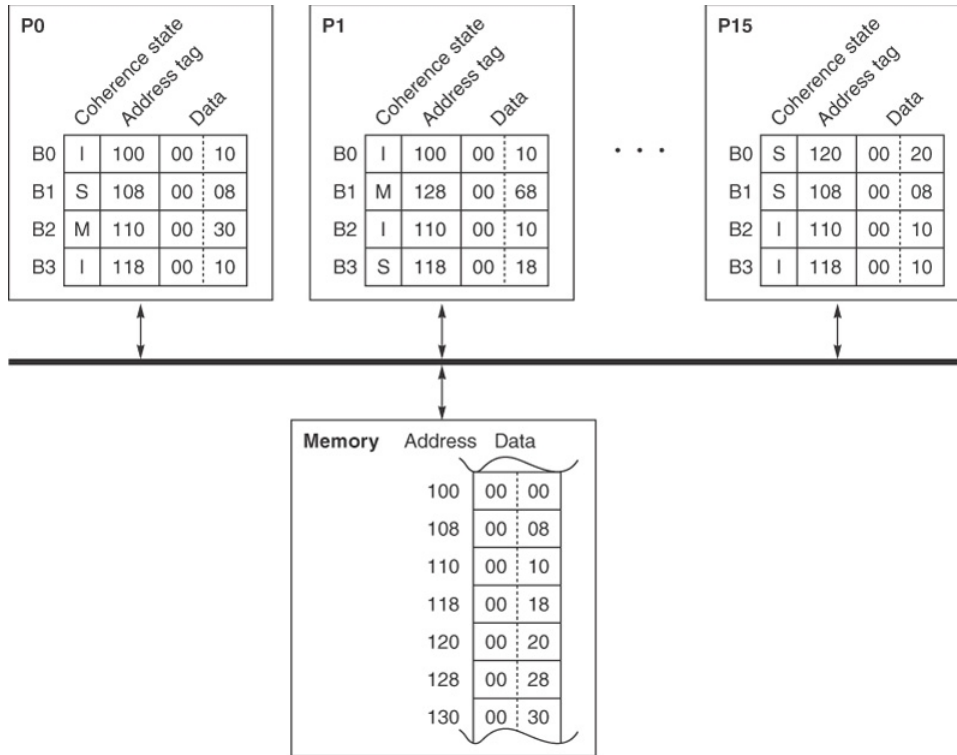 P0
Coherence state
Address tag
Data
B0 I 100 00 10
B1 S 108 00 08
B2 M 110 00 30
B3 I 118 00 10
P1
Coherence state
Address tag
Data
B0 I 100 00 10
B1 M 128 00 68
B2 I 110 00 10
B3 S 118 00 18
. . .
P15
Coherence state
Address tag
Data
B0 S 120 00 20
B1 S 108 00 08
B2 I 110 00 10
B3 I 118 00 10
Memory Address Data
100 00 00
108 00 08
110 00 10
118 00 18
120 00 20
128 00 28
130 00 30